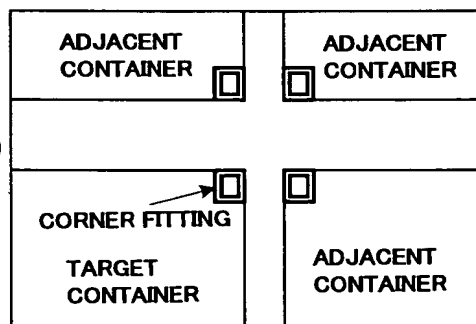 ADJACENT
CONTAINER
ADJACENT
CONTAINER
CORNER FITTING
TARGET
CONTAINER
ADJACENT
CONTAINER